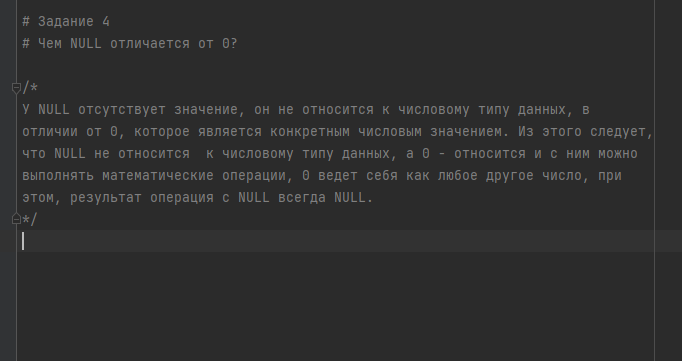 # Задание 4
# Чем NULL отличается от 0?
/*
У NULL отсутствует значение, он не относится к числовому типу данных, в
отличии от 0, которое является конкретным числовым значением. Из этого следует,
что NULL не относится  к числовому типу данных, а 0 - относится и с ним можно
выполнять математические операции, 0 ведет себя как любое другое число, при
этом, результат операция с NULL всегда NULL.
*/